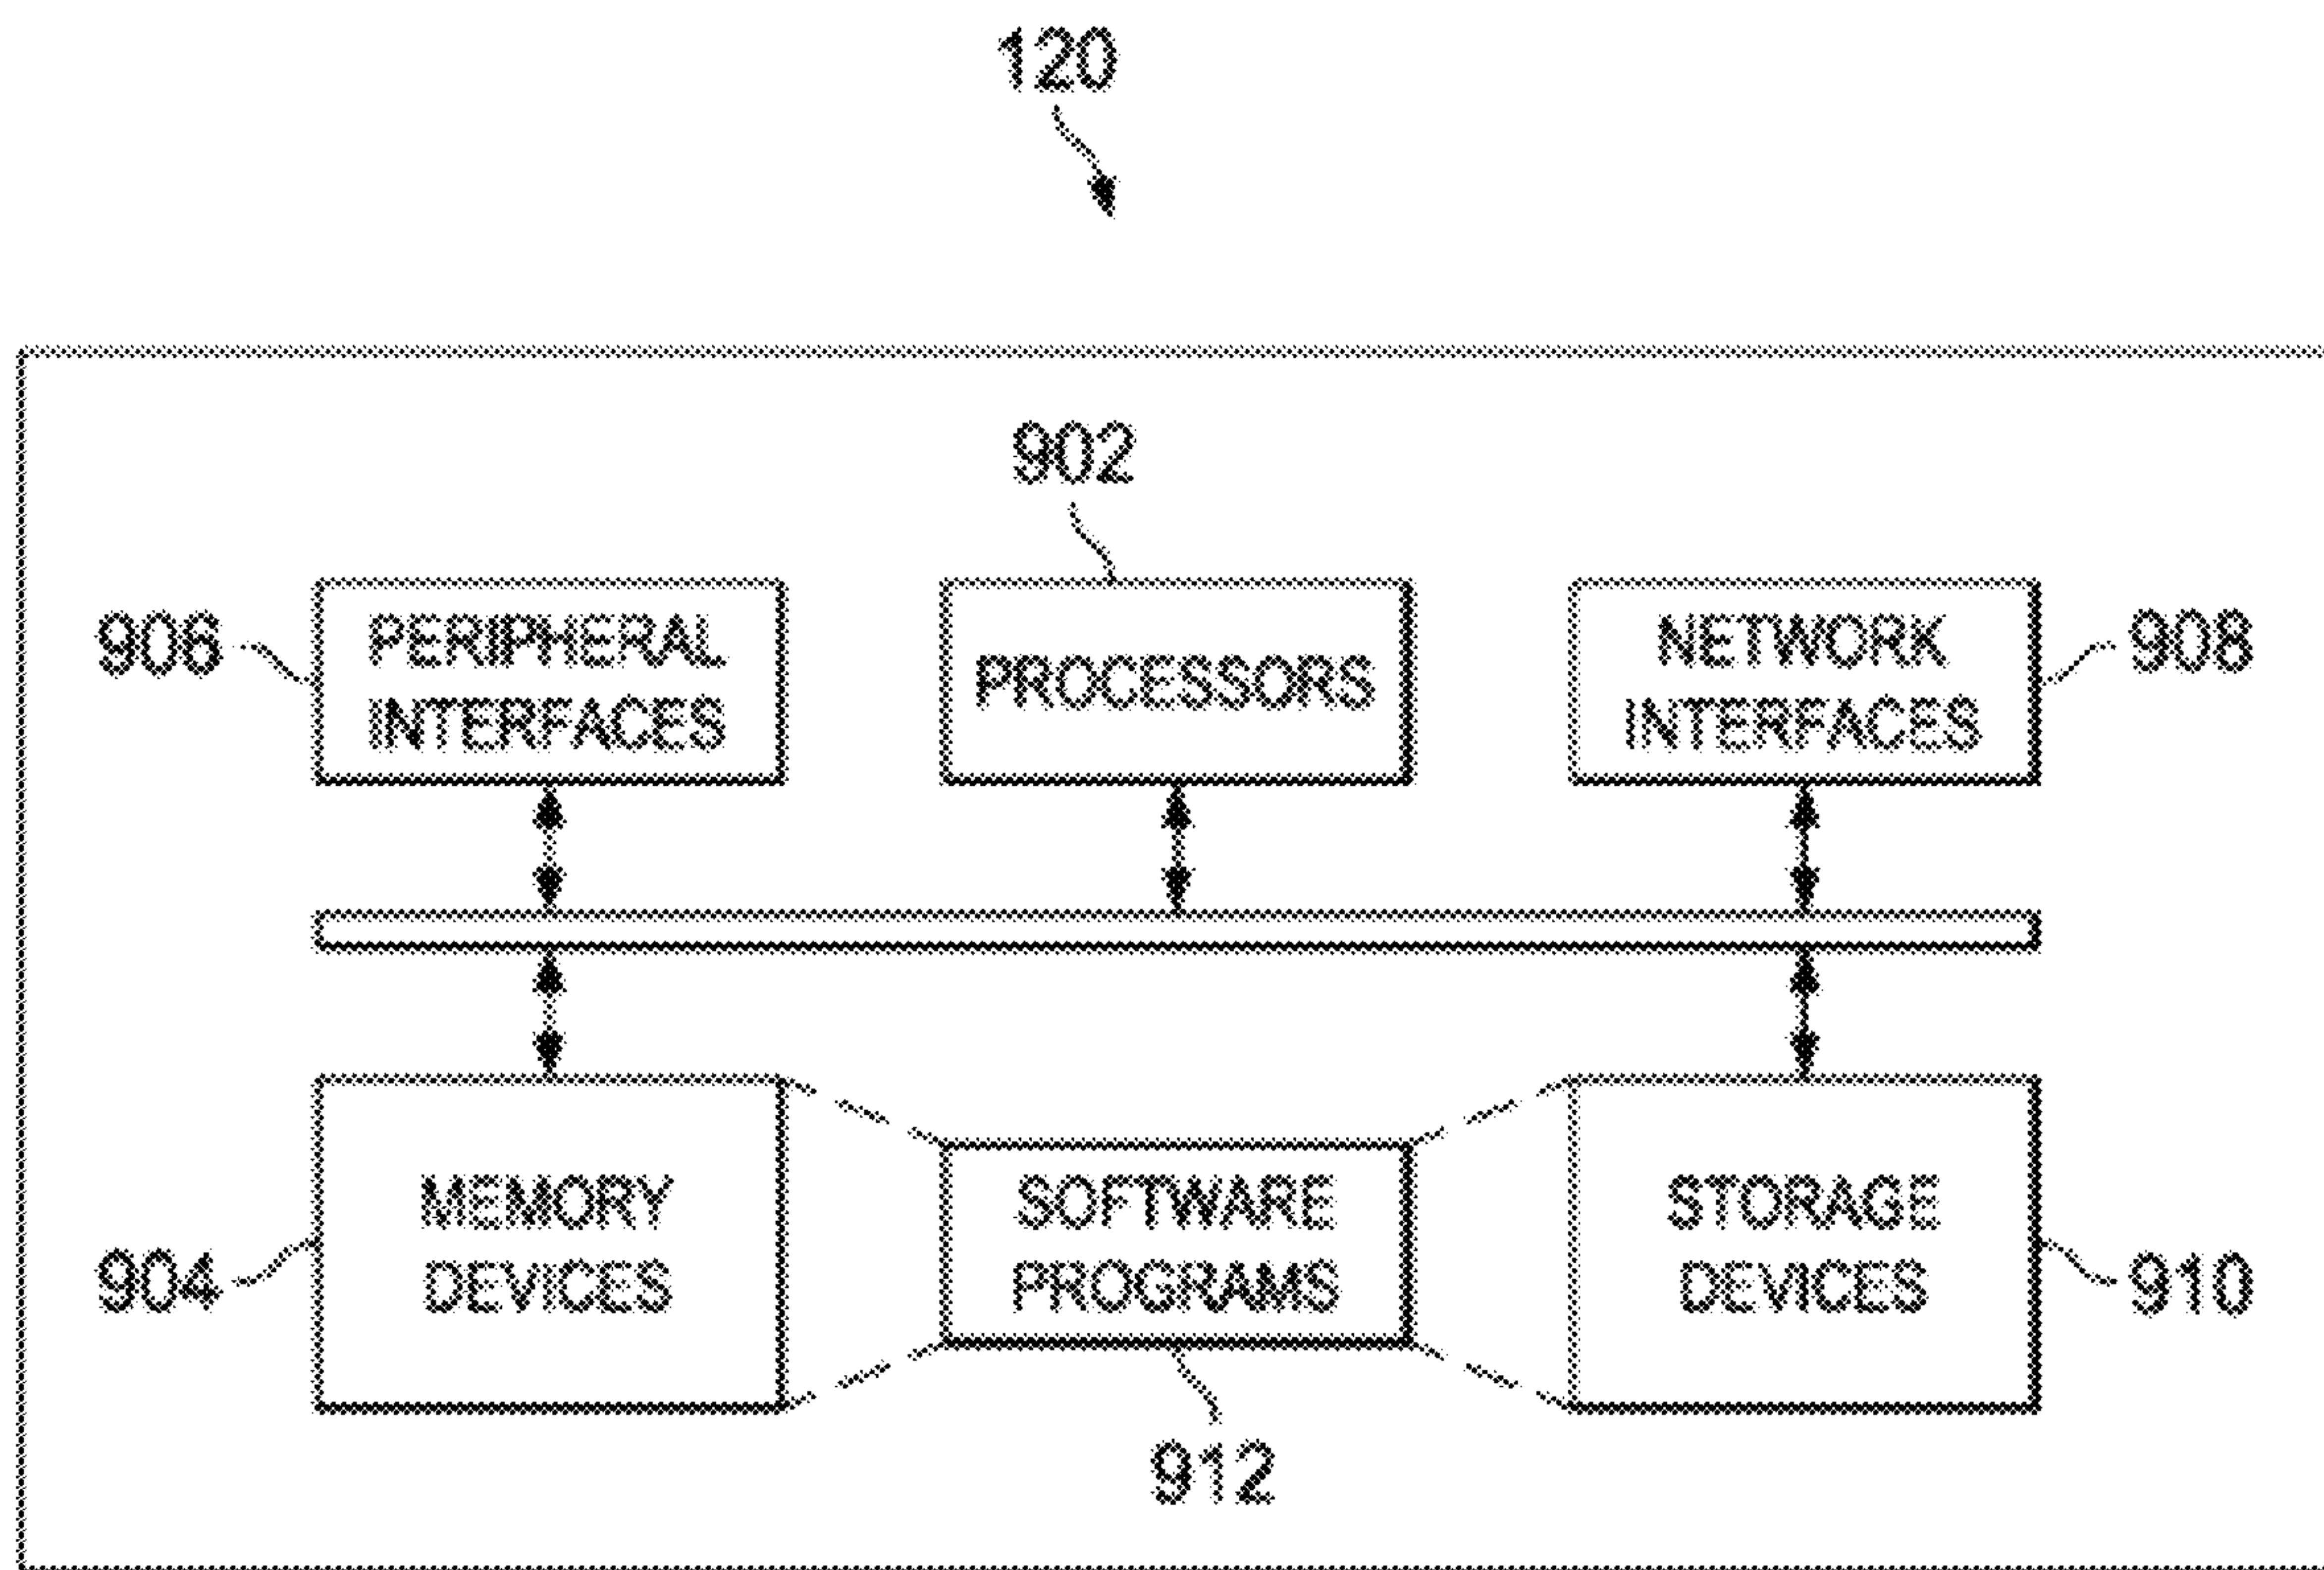 120
902
906
PERIPHERAL
INTERFACES
PROCESSORS
NETWORK
INTERFACES
908
904
MEMORY
DEVICES
SOFTWARE
PROGRAMS
STORAGE
DEVICES
910
912